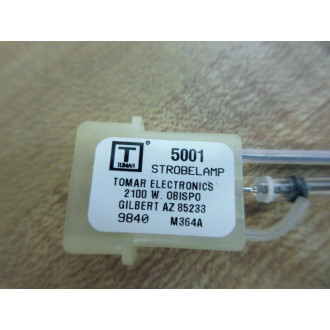 T ®
TOMAR
5001
STROBELAMP
TOMAR ELECTRONICS
2100 W. OBISPO
GILBERT AZ 85233
9840 M364A